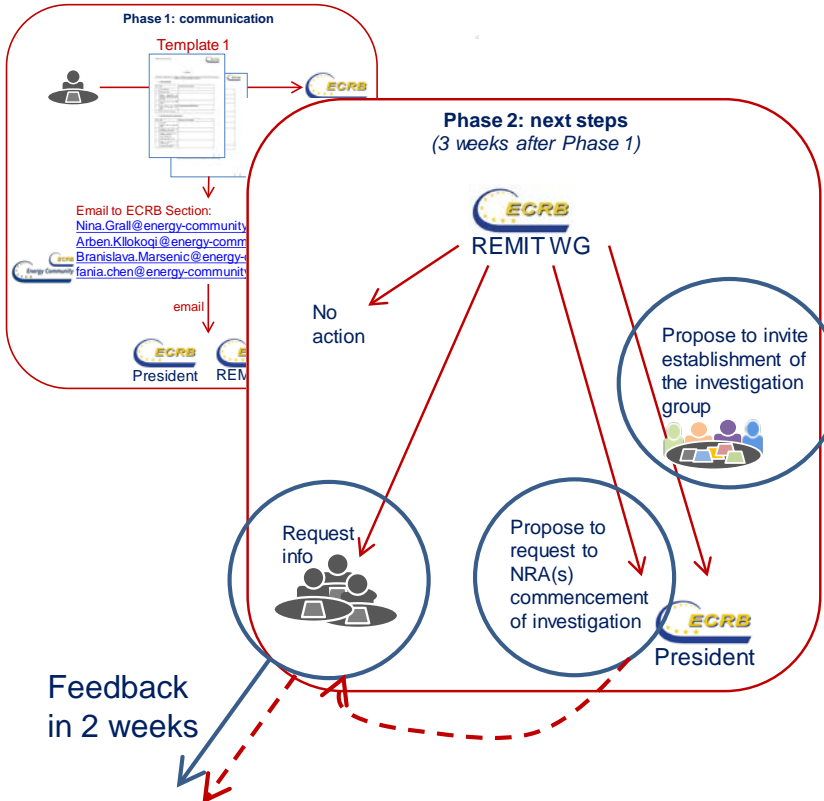 Phase 1: communication
Template 1
ECRB
Email to ECRB Section:
Nina.Grall@energy-community
Arben.Kllokoqi@energy-comm
Branislava.Marsenic@energy-
fania.chen@energy-community
ECRB
Energy Community
email
ECRB
President
REM
Phase 2: next steps
(3 weeks after Phase 1)
ECRB
REMIT WG
No
action
Propose to invite
establishment of
the investigation
group
Request
info
Propose to
request to
NRA(s)
commencement
of investigation
ECRB
President
Feedback
in 2 weeks